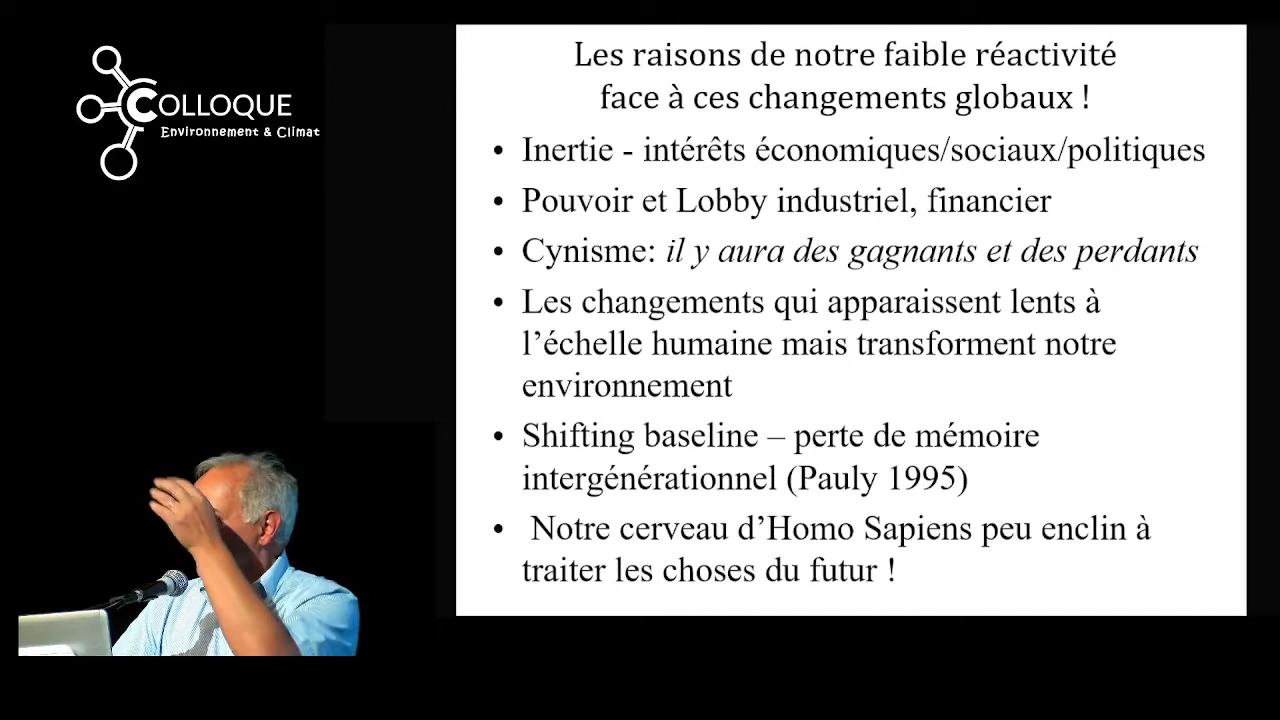 COLLOQUE
Environnement & Climat
Les raisons de notre faible réactivité
face à ces changements globaux !
• Inertie - intérêts économiques/sociaux/politiques
• Pouvoir et Lobby industriel, financier
• Cynisme: il y aura des gagnants et des perdants
• Les changements qui apparaissent lents à
l’échelle humaine mais transforment notre
environnement
• Shifting baseline – perte de mémoire
intergénérationnel (Pauly 1995)
• Notre cerveau d’Homo Sapiens peu enclin à
traiter les choses du futur !